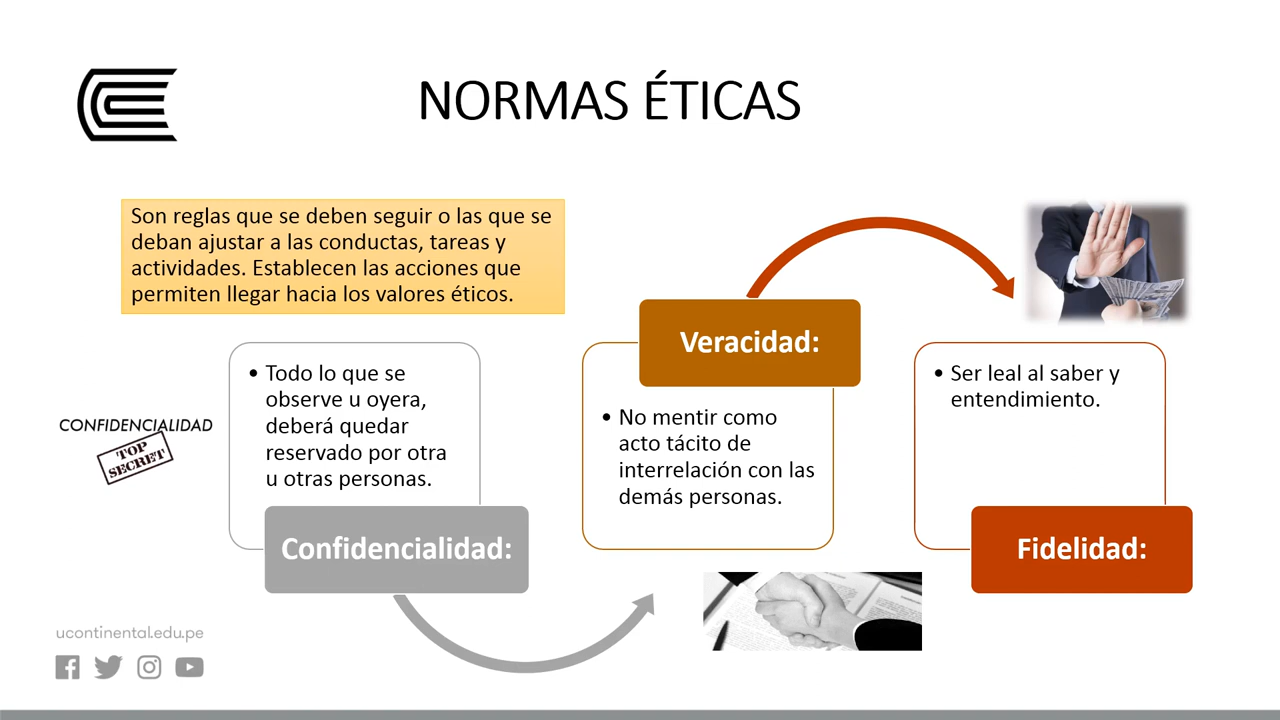 NORMAS ÉTICAS
Son reglas que se deben seguir o las que se
deban ajustar a las conductas, tareas y
actividades. Establecen las acciones que
permiten llegar hacia los valores éticos.
CONFIDENCIALIDAD
TOP
SECRET
• Todo lo que se
observe u oyera,
deberá quedar
reservado por otra
u otras personas.
Confidencialidad:
Veracidad:
• No mentir como
acto tácito de
interrelación con las
demás personas.
• Ser leal al saber y
entendimiento.
Fidelidad:
ucontinental.edu.pe